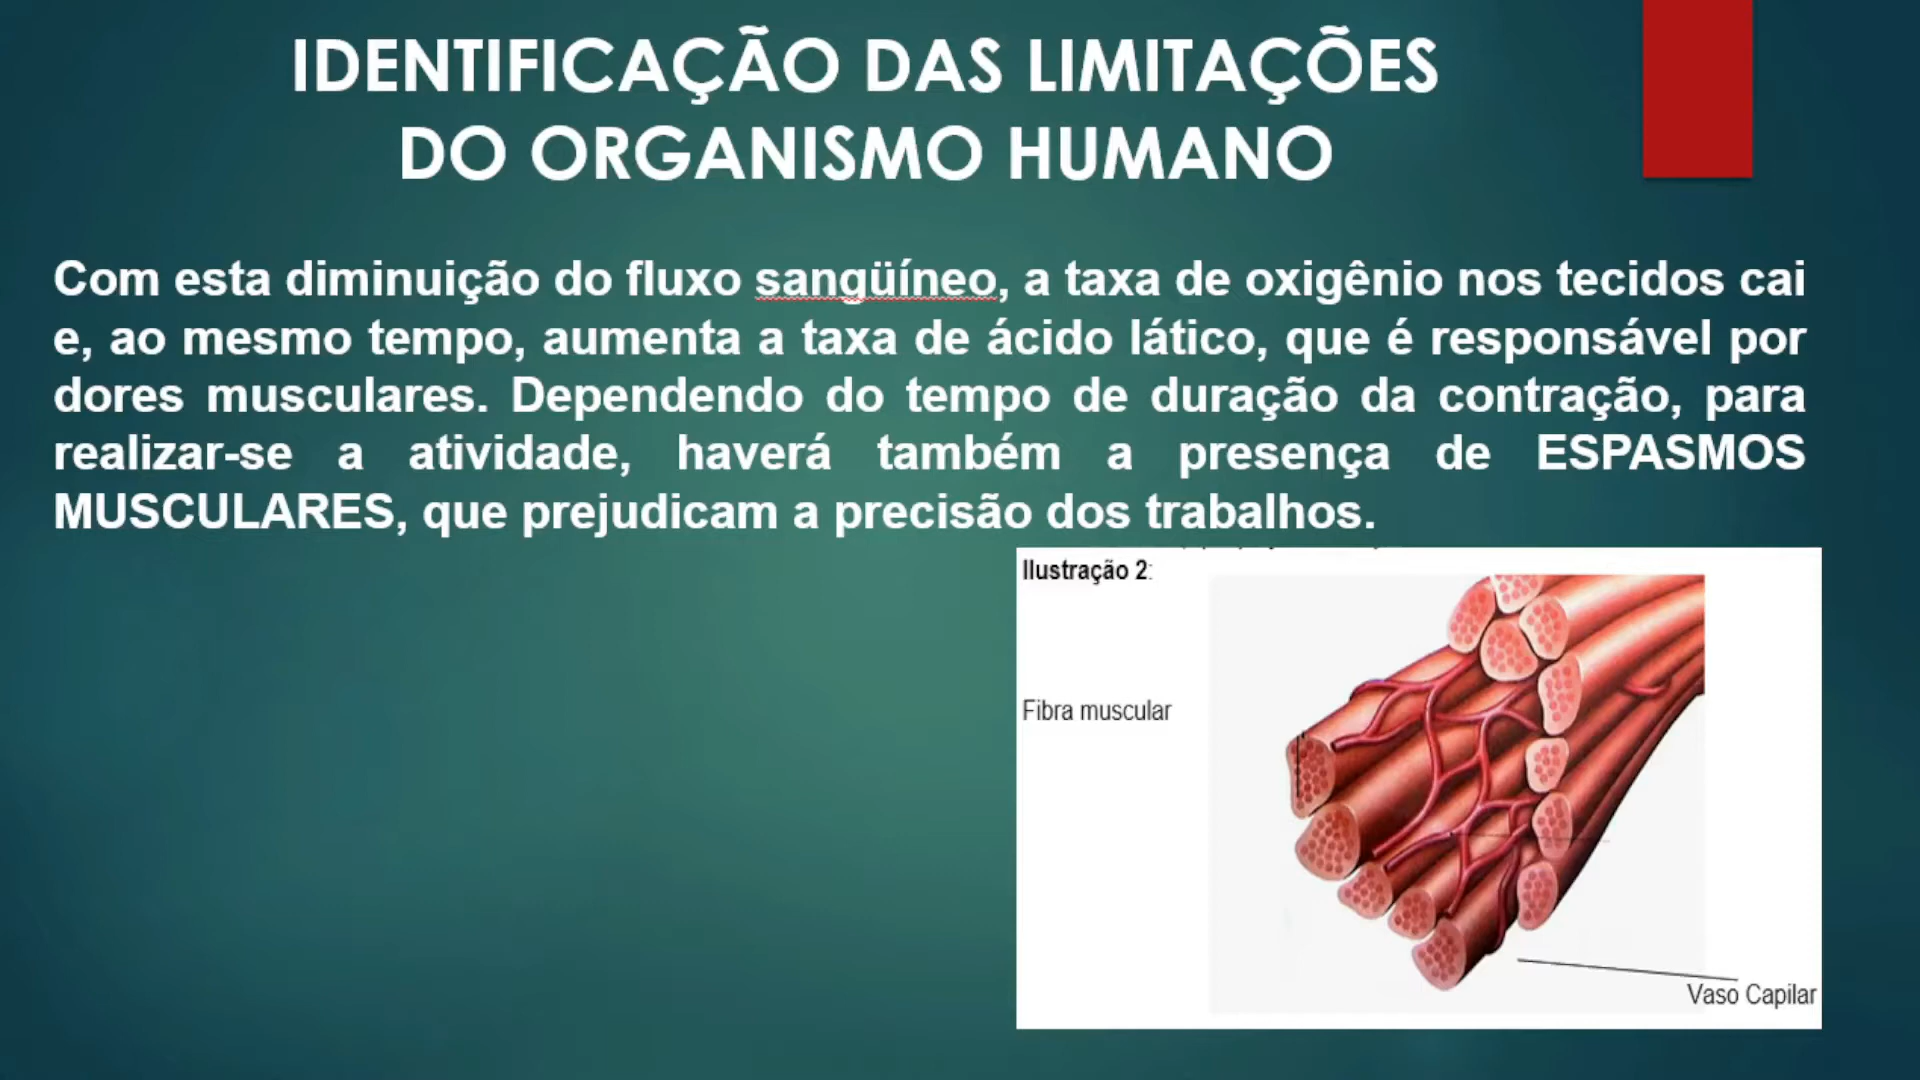 IDENTIFICAÇÃO DAS LIMITAÇÕES
DO ORGANISMO HUMANO
Com esta diminuição do fluxo sangüíneo, a taxa de oxigênio nos tecidos cai
e, ao mesmo tempo, aumenta a taxa de ácido lático, que é responsável por
dores musculares. Dependendo do tempo de duração da contração, para
realizar-se a atividade, haverá também a presença de ESPASMOS
MUSCULARES, que prejudicam a precisão dos trabalhos.
Ilustração 2:
Fibra muscular
Vaso Capilar